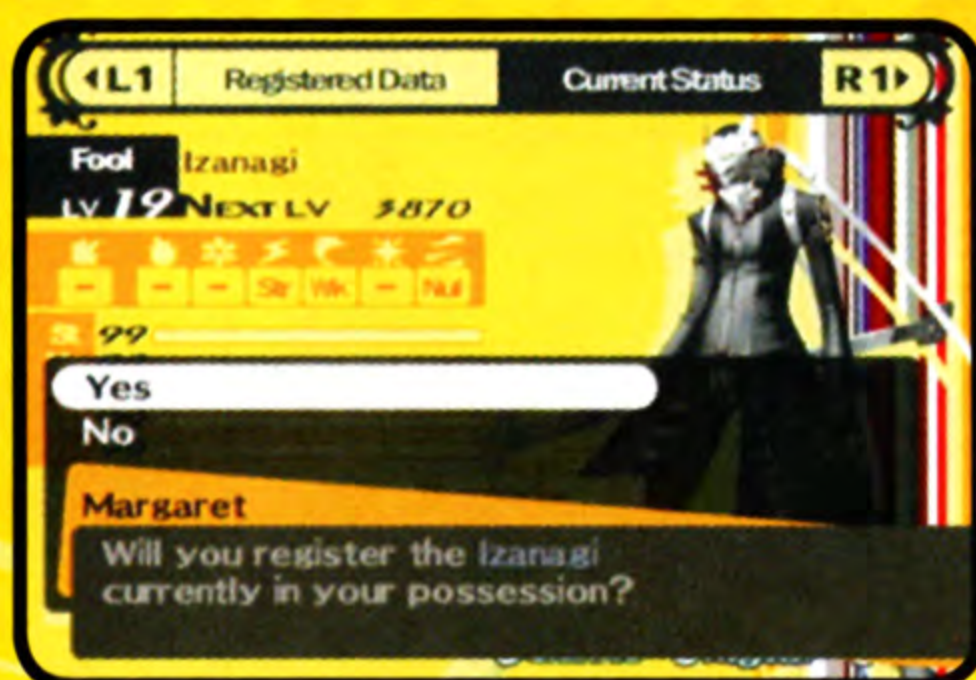 L1 Registered Data Current Status R1
Fool Izanagi
LV 19 NEXT LV 3870
- - - Str Wk - Nul
St 99
Yes
No
Margaret
Will you register the Izanagi
currently in your possession?